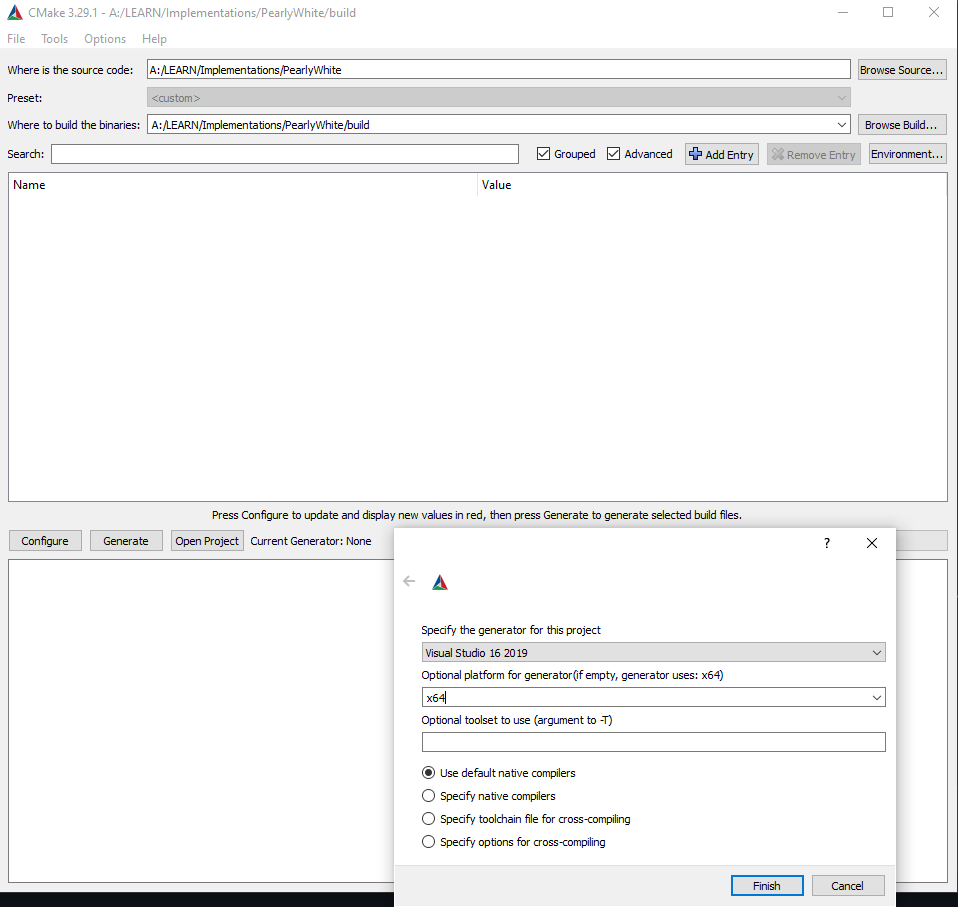 CMake 3.29.1 - A:/LEARN/Implementations/PearlyWhite/build
File Tools Options Help
Where is the source code: A:/LEARN/Implementations/PearlyWhite Browse Source...
Preset: <custom>
Where to build the binaries: A:/LEARN/Implementations/PearlyWhite/build Browse Build...
Search: Grouped Advanced Add Entry Remove Entry Environment...
Name Value
Press Configure to update and display new values in red, then press Generate to generate selected build files.
Configure Generate Open Project Current Generator: None
?
Specify the generator for this project
Visual Studio 16 2019
Optional platform for generator(if empty, generator uses: x64)
x64
Optional toolset to use (argument to -T)
Use default native compilers
Specify native compilers
Specify toolchain file for cross-compiling
Specify options for cross-compiling
Finish Cancel